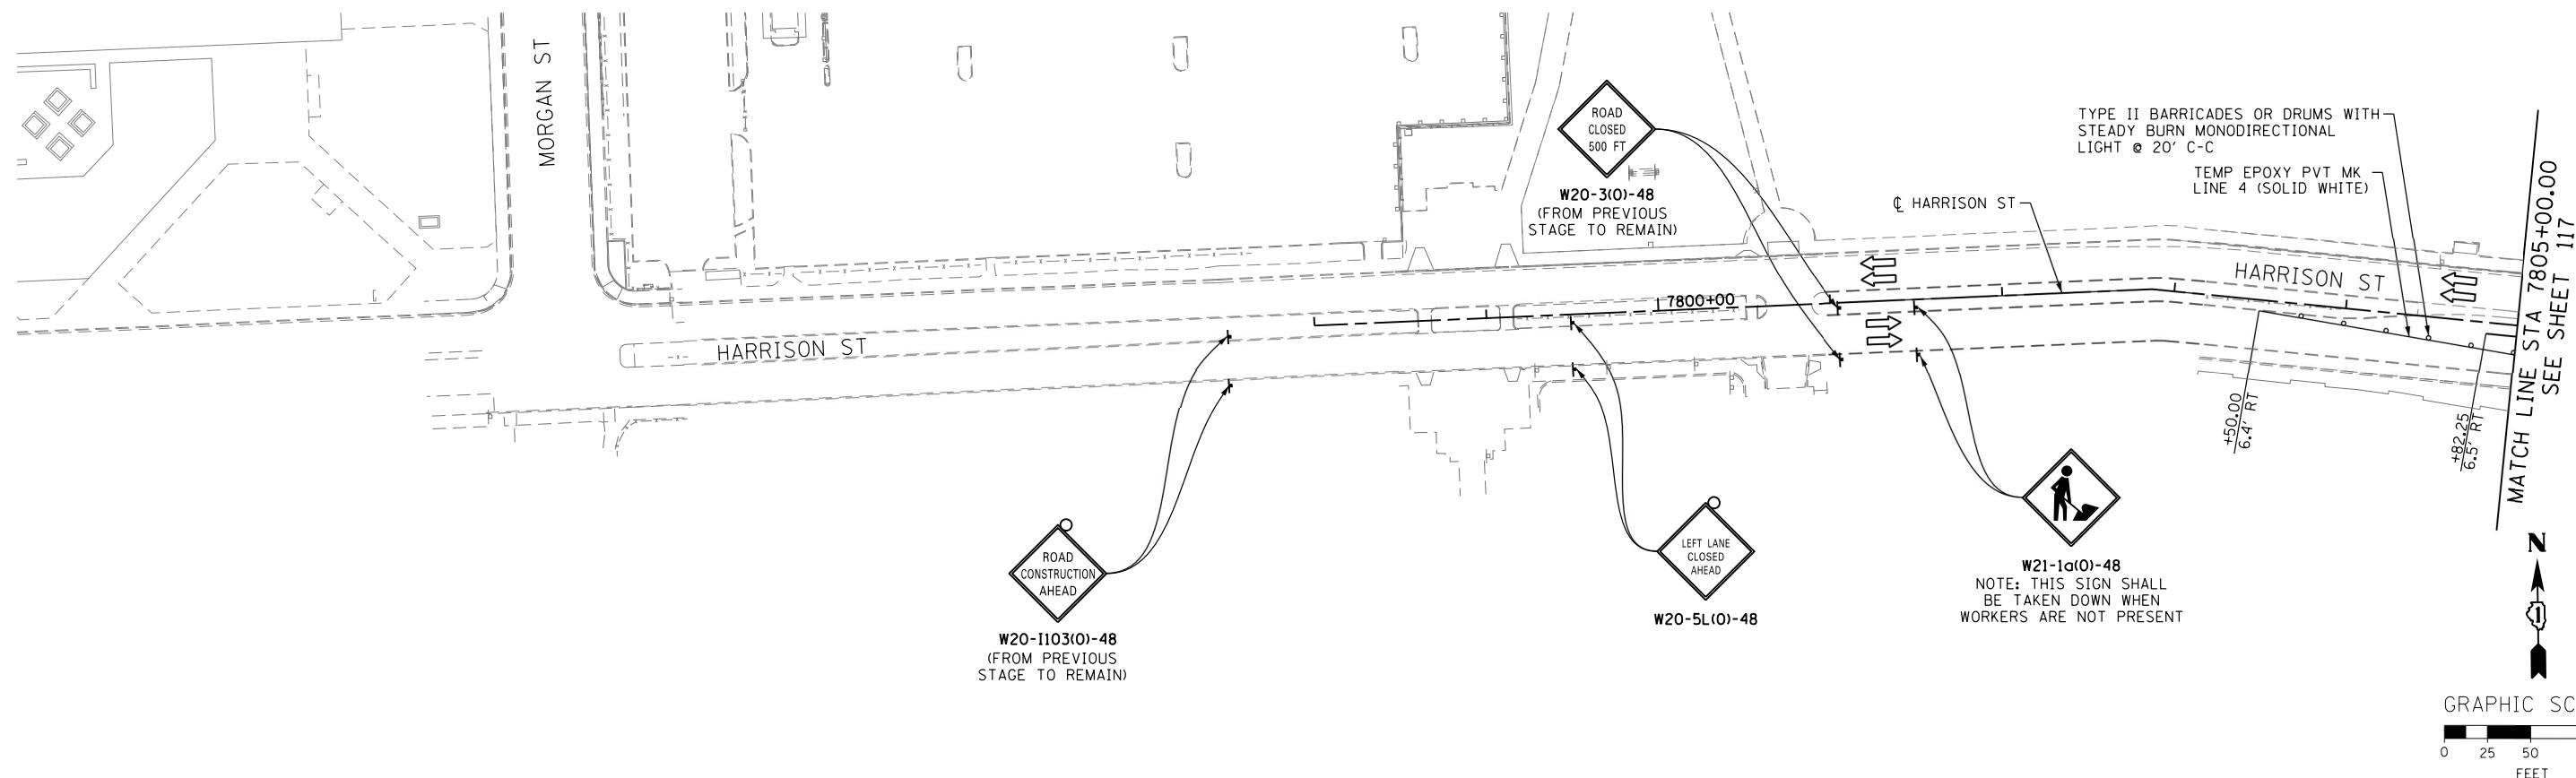 MORGAN ST
ROAD
CLOSED
500 FT
W20-3(O)-48
(FROM PREVIOUS
STAGE TO REMAIN)
TYPE II BARRICADES OR DRUMS WITH
STEADY BURN MONODIRECTIONAL
LIGHT @ 20' C-C
TEMP EPOXY PVT MK
LINE 4 (SOLID WHITE)
℄ HARRISON ST
HARRISON ST
7800+00
HARRISON ST
MATCH LINE STA 7805+00.00
SEE SHEET 117
+50.00
6.4' RT
+82.25
6.5' RT
ROAD
CONSTRUCTION
AHEAD
W20-I103(O)-48
(FROM PREVIOUS
STAGE TO REMAIN)
LEFT LANE
CLOSED
AHEAD
W20-5L(O)-48
W21-1a(O)-48
NOTE: THIS SIGN SHALL
BE TAKEN DOWN WHEN
WORKERS ARE NOT PRESENT
N
1
GRAPHIC SC
0 25 50
FEET